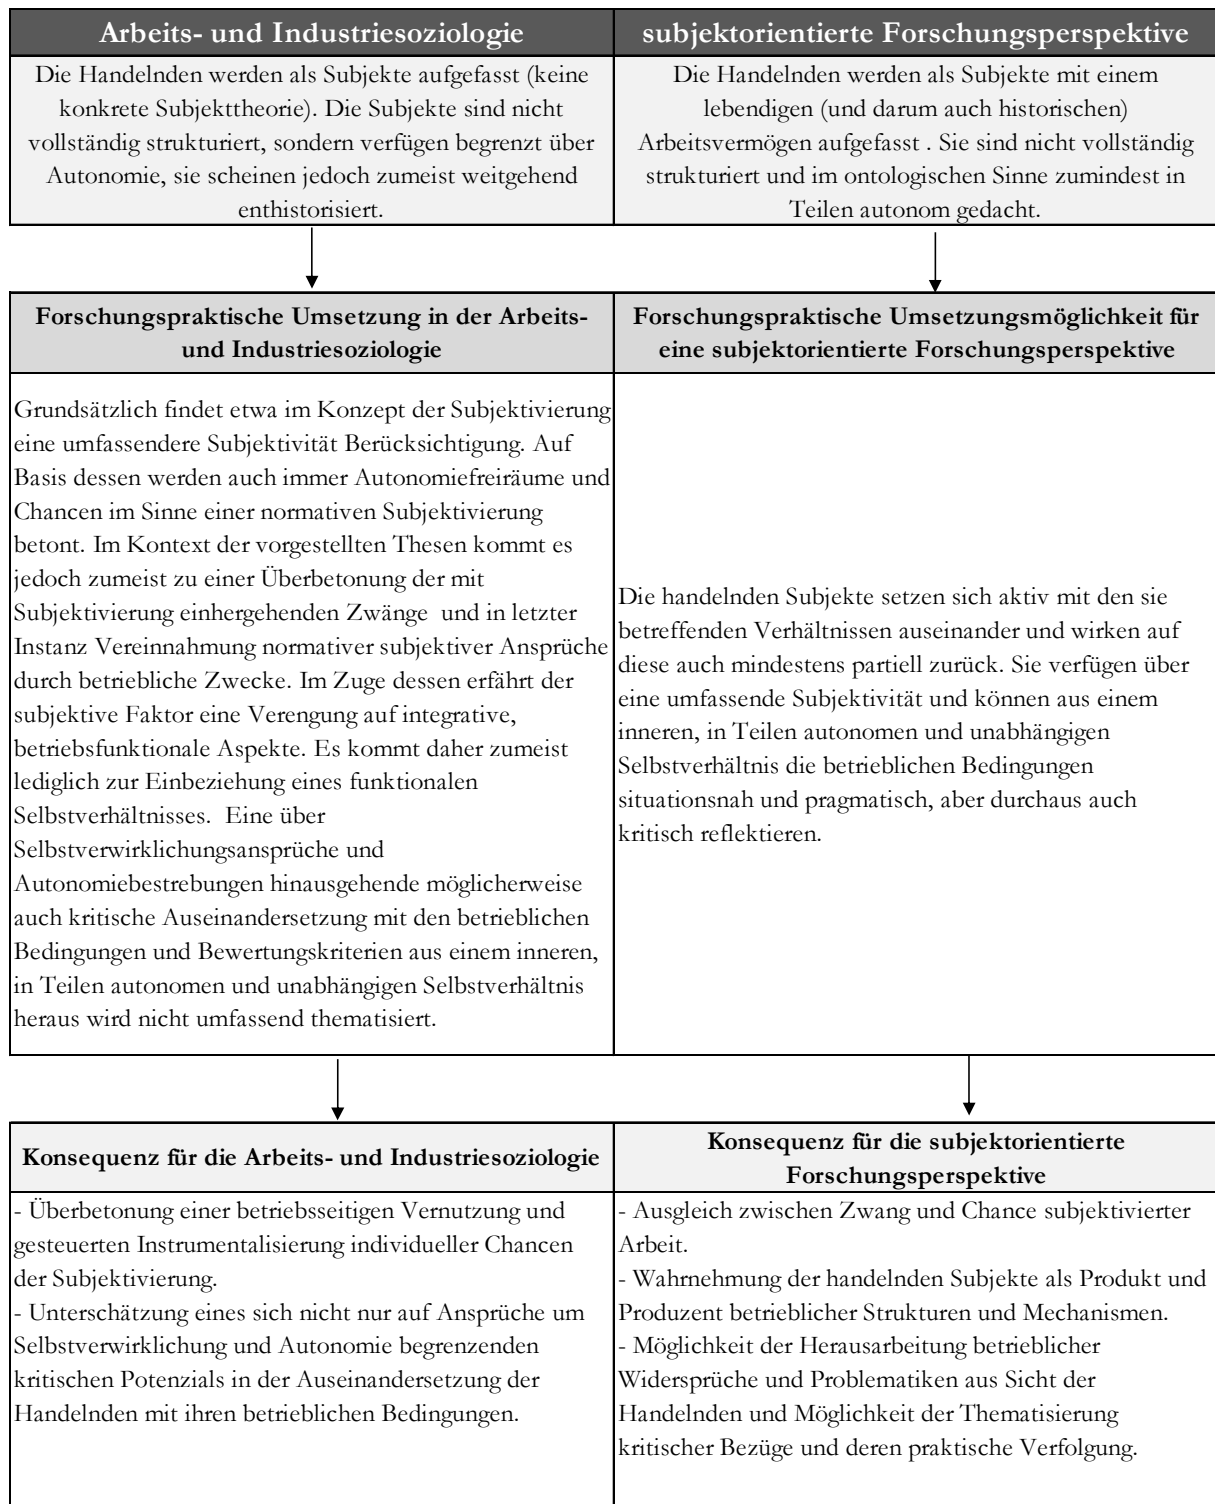 Arbeits- und Industriesoziologie
subjektorientierte Forschungsperspektive
Die Handelnden werden als Subjekte aufgefasst (keine
konkrete Subjekttheorie). Die Subjekte sind nicht
vollständig strukturiert, sondern verfügen begrenzt über
Autonomie, sie scheinen jedoch zumeist weitgehend
enthistorisiert.
Die Handelnden werden als Subjekte mit einem
lebendigen (und darum auch historischen)
Arbeitsvermögen aufgefasst . Sie sind nicht vollständig
strukturiert und im ontologischen Sinne zumindest in
Teilen autonom gedacht.
Forschungspraktische Umsetzung in der Arbeits-
und Industriesoziologie
Forschungspraktische Umsetzungsmöglichkeit für
eine subjektorientierte Forschungsperspektive
Grundsätzlich findet etwa im Konzept der Subjektivierung
eine umfassendere Subjektivität Berücksichtigung. Auf
Basis dessen werden auch immer Autonomiefreiräume und
Chancen im Sinne einer normativen Subjektivierung
betont. Im Kontext der vorgestellten Thesen kommt es
jedoch zumeist zu einer Überbetonung der mit
Subjektivierung einhergehenden Zwänge  und in letzter
Instanz Vereinnahmung normativer subjektiver Ansprüche
durch betriebliche Zwecke. Im Zuge dessen erfährt der
subjektive Faktor eine Verengung auf integrative,
betriebsfunktionale Aspekte. Es kommt daher zumeist
lediglich zur Einbeziehung eines funktionalen
Selbstverhältnisses.  Eine über
Selbstverwirklichungsansprüche und
Autonomiebestrebungen hinausgehende möglicherweise
auch kritische Auseinandersetzung mit den betrieblichen
Bedingungen und Bewertungskriterien aus einem inneren,
in Teilen autonomen und unabhängigen Selbstverhältnis
heraus wird nicht umfassend thematisiert.
Die handelnden Subjekte setzen sich aktiv mit den sie
betreffenden Verhältnissen auseinander und wirken auf
diese auch mindestens partiell zurück. Sie verfügen über
eine umfassende Subjektivität und können aus einem
inneren, in Teilen autonomen und unabhängigen
Selbstverhältnis die betrieblichen Bedingungen
situationsnah und pragmatisch, aber durchaus auch
kritisch reflektieren.
Konsequenz für die Arbeits- und Industriesoziologie
Konsequenz für die subjektorientierte
Forschungsperspektive
- Überbetonung einer betriebsseitigen Vernutzung und
gesteuerten Instrumentalisierung individueller Chancen
der Subjektivierung.
- Unterschätzung eines sich nicht nur auf Ansprüche um
Selbstverwirklichung und Autonomie begrenzenden
kritischen Potenzials in der Auseinandersetzung der
Handelnden mit ihren betrieblichen Bedingungen.
- Ausgleich zwischen Zwang und Chance subjektivierter
Arbeit.
- Wahrnehmung der handelnden Subjekte als Produkt und
Produzent betrieblicher Strukturen und Mechanismen.
- Möglichkeit der Herausarbeitung betrieblicher
Widersprüche und Problematiken aus Sicht der
Handelnden und Möglichkeit der Thematisierung
kritischer Bezüge und deren praktische Verfolgung.